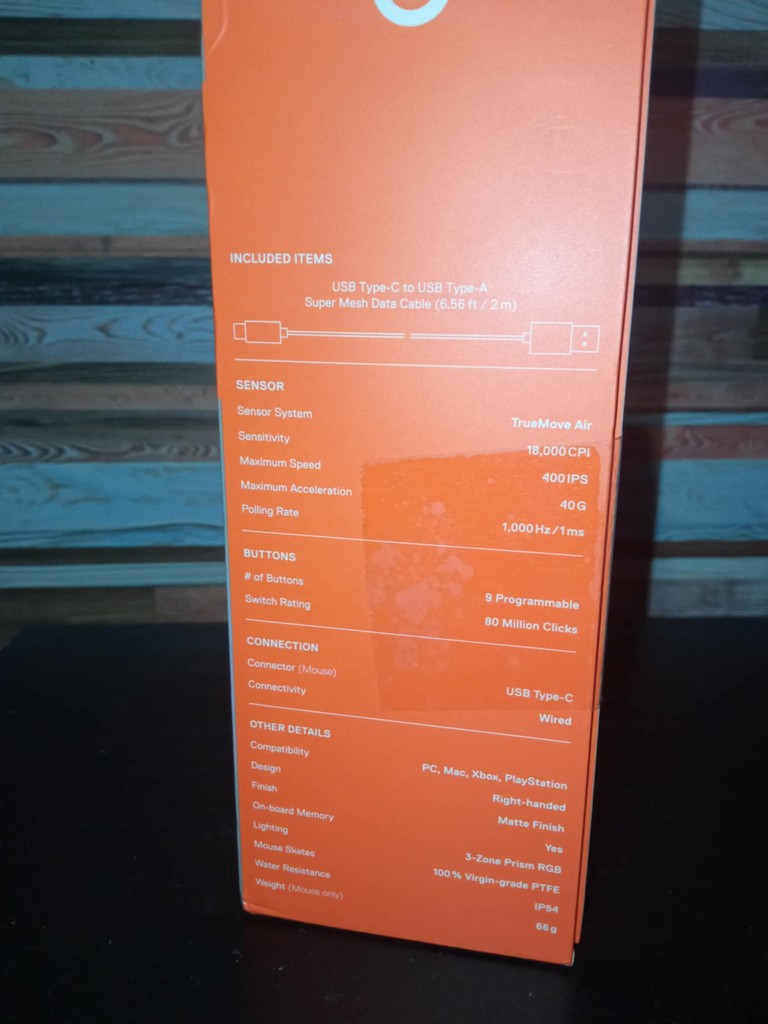 INCLUDED ITEMS
USB Type-C to USB Type-A
Super Mesh Data Cable (6.56 ft / 2 m)
SENSOR
Sensor System TrueMove Air
Sensitivity 18,000 CPI
Maximum Speed 400 IPS
Maximum Acceleration 40 G
Polling Rate 1,000 Hz / 1 ms
BUTTONS
# of Buttons 9 Programmable
Switch Rating 80 Million Clicks
CONNECTION
Connector (Mouse) USB Type-C
Connectivity Wired
OTHER DETAILS
Compatibility PC, Mac, Xbox, PlayStation
Design Right-handed
Finish Matte Finish
On-board Memory Yes
Lighting 3-Zone Prism RGB
Mouse Skates 100% Virgin-grade PTFE
Water Resistance IP54
Weight (Mouse only) 66 g